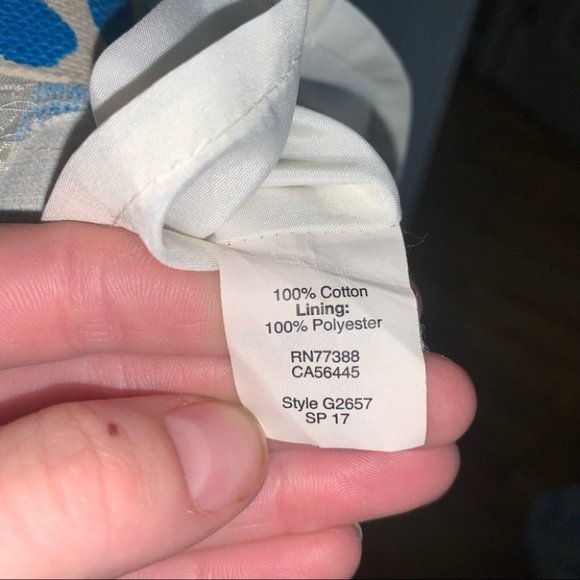 100% Cotton
Lining:
100% Polyester
RN77388
CA56445
Style G2657
SP 17